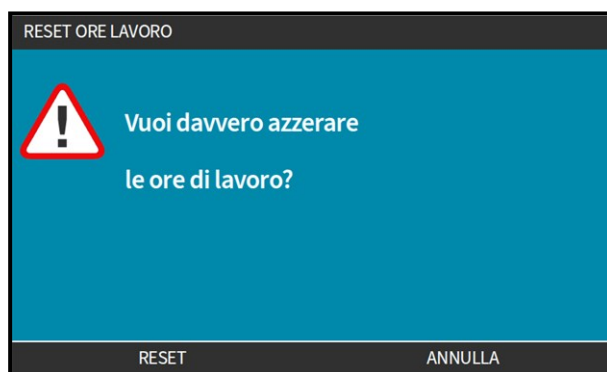 RESET ORE LAVORO
!
Vuoi davvero azzerare
le ore di lavoro?
RESET ANNULLA